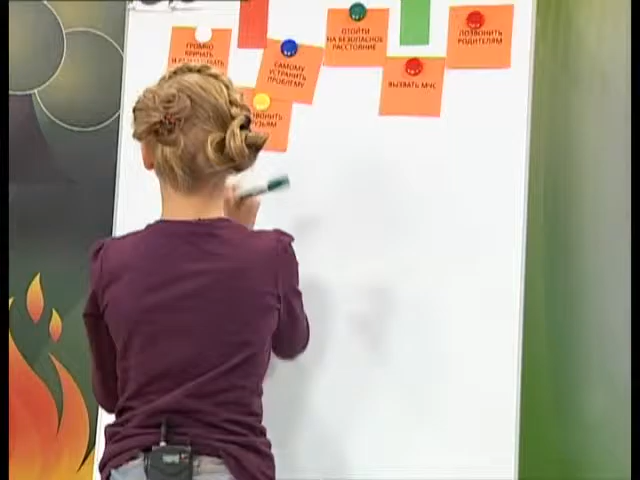 ГРОМКО
КРИЧАТЬ
САМОМУ
УСТРАНИТЬ
ПРОБЛЕМУ
ОТОЙТИ
НА БЕЗОПАСНОЕ
РАССТОЯНИЕ
ВЫЗВАТЬ МЧС
ПОЗВОНИТЬ
РОДИТЕЛЯМ